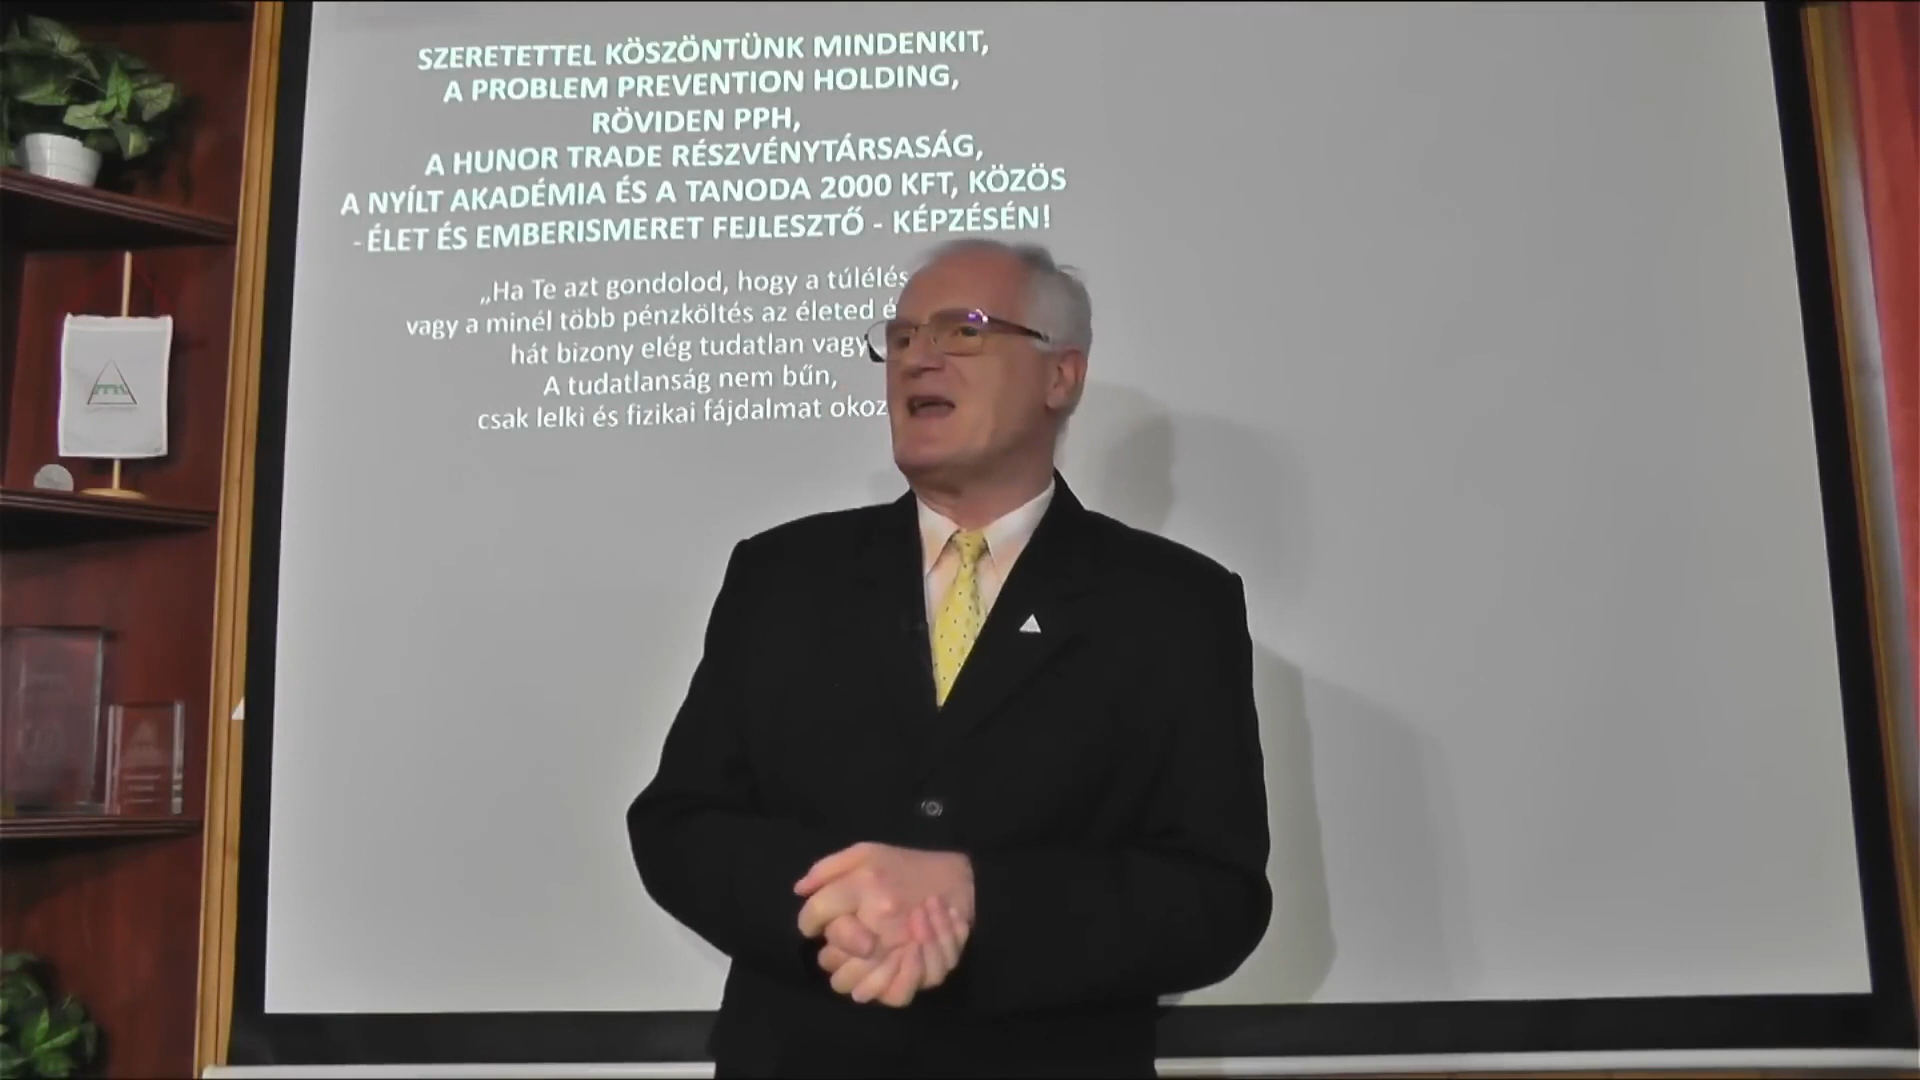 SZERETETTEL KÖSZÖNTÜNK MINDENKIT,
A PROBLEM PREVENTION HOLDING,
RÖVIDEN PPH,
A HUNOR TRADE RÉSZVÉNYTÁRSASÁG,
A NYÍLT AKADÉMIA ÉS A TANODA 2000 KFT, KÖZÖS
- ÉLET ÉS EMBERISMERET FEJLESZTŐ - KÉPZÉSÉN!
„Ha Te azt gondolod, hogy a túlélés
vagy a minél több pénzköltés az életed é
hát bizony elég tudatlan vagy
A tudatlanság nem bűn,
csak lelki és fizikai fájdalmat okoz